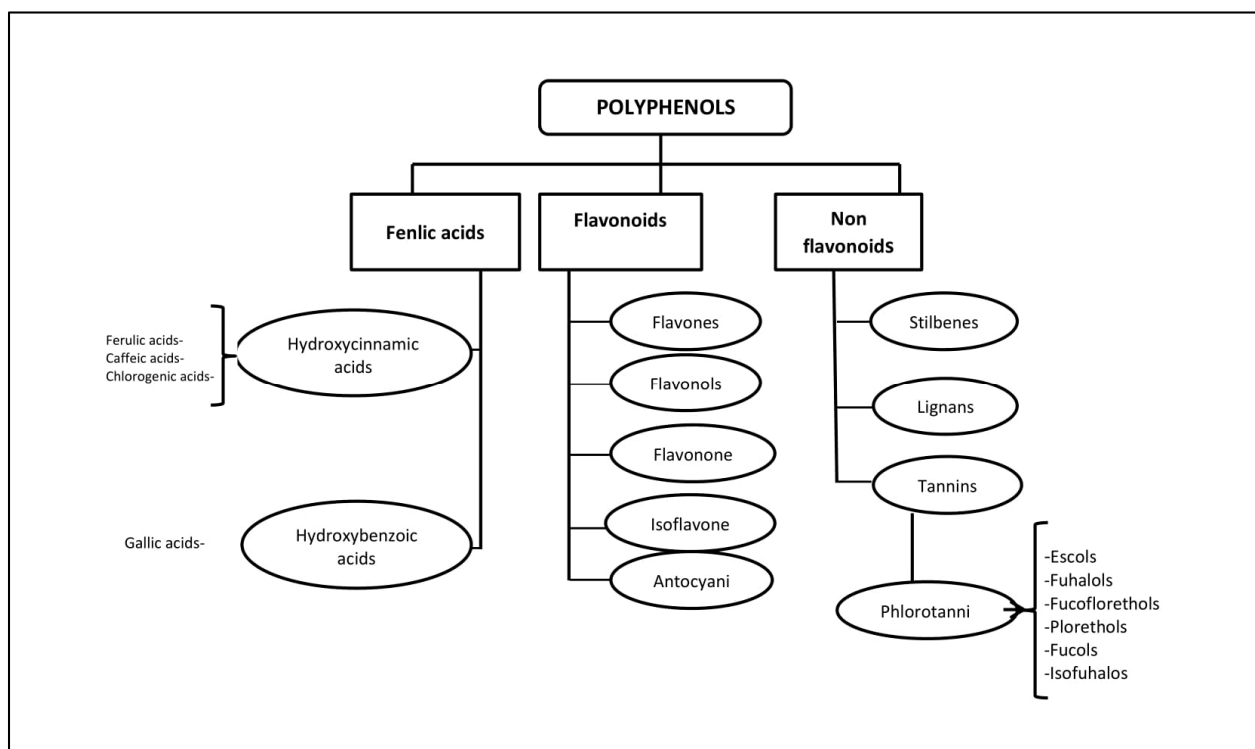 POLYPHENOLS
Fenlic acids
Flavonoids
Non
flavonoids
Ferulic acids-
Caffeic acids-
Chlorogenic acids-
Hydroxycinnamic
acids
Gallic acids-
Hydroxybenzoic
acids
Flavones
Flavonols
Flavonone
Isoflavone
Antocyani
Stilbenes
Lignans
Tannins
Phlorotanni
-Escols
-Fuhalols
-Fucoflorethols
-Plorethols
-Fucols
-Isofuhalos